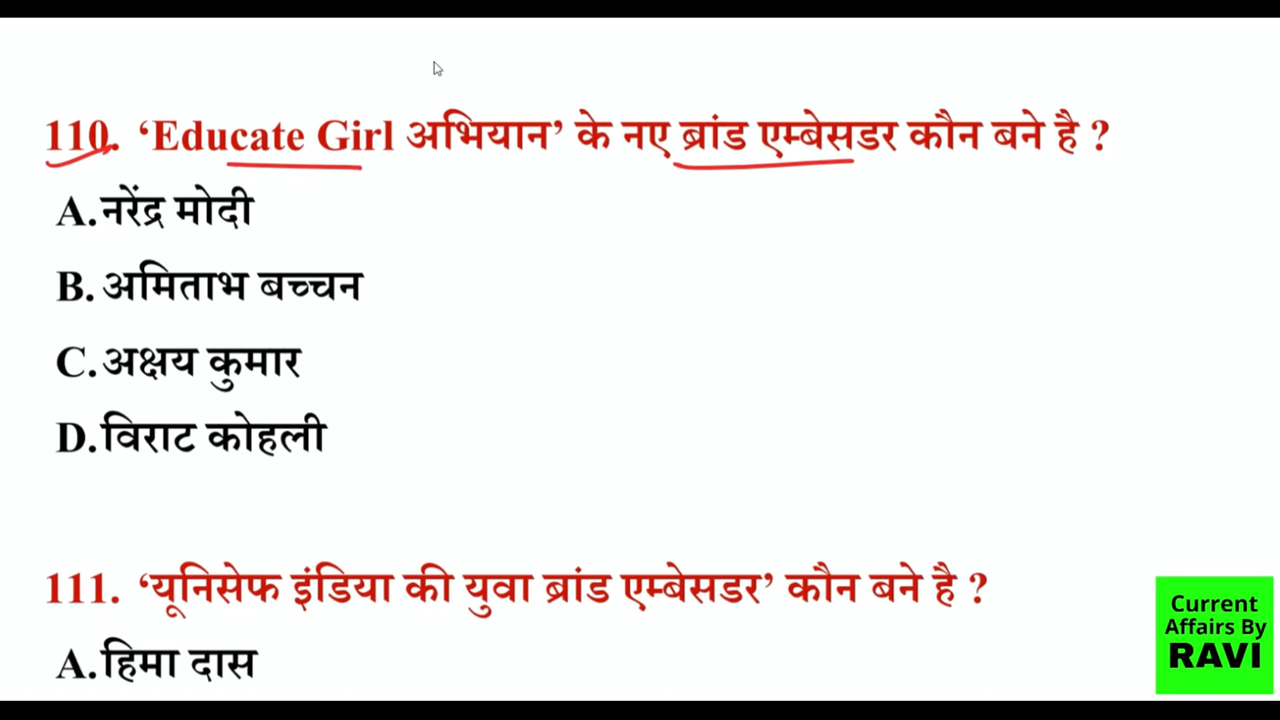 110. ‘Educate Girl अभियान’ के नए ब्रांड एम्बेसडर कौन बने है ?
A. नरेंद्र मोदी
B. अमिताभ बच्चन
C. अक्षय कुमार
D. विराट कोहली
111. ‘यूनिसेफ इंडिया की युवा ब्रांड एम्बेसडर’ कौन बने है ?
A. हिमा दास
Current
Affairs By
RAVI